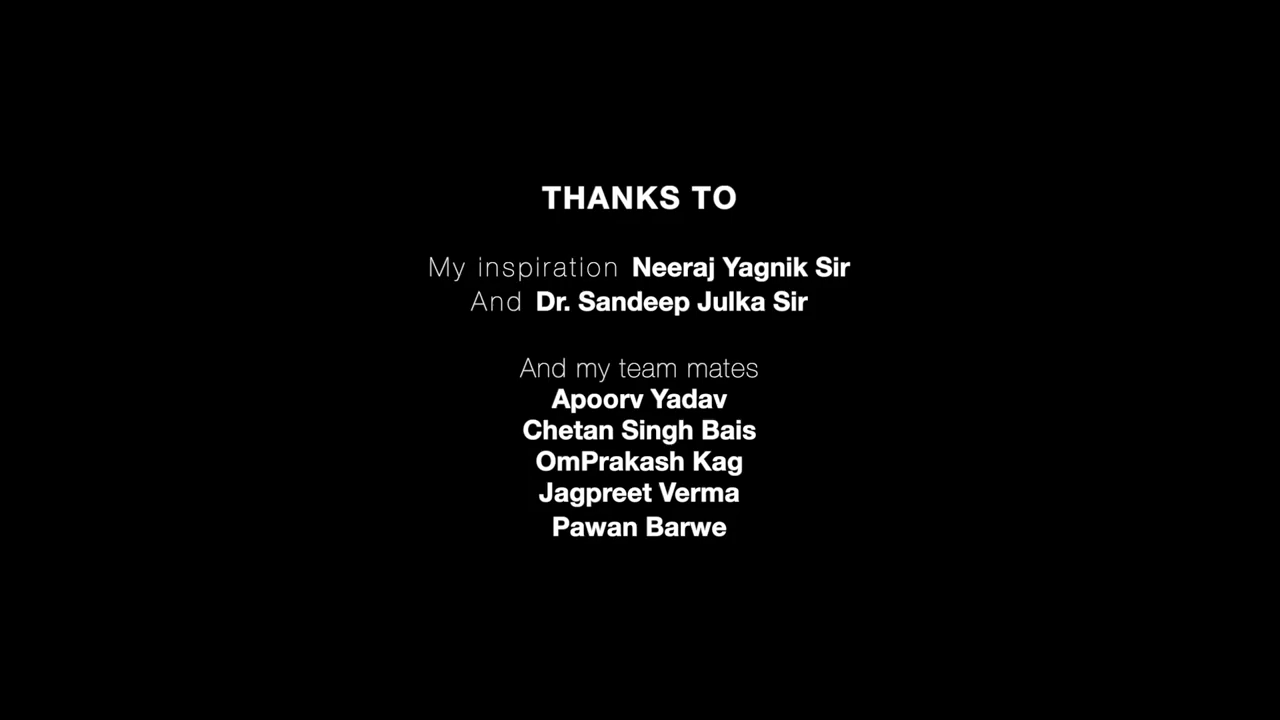 THANKS TO
My inspiration Neeraj Yagnik Sir
And Dr. Sandeep Julka Sir
And my team mates
Apoorv Yadav
Chetan Singh Bais
OmPrakash Kag
Jagpreet Verma
Pawan Barwe